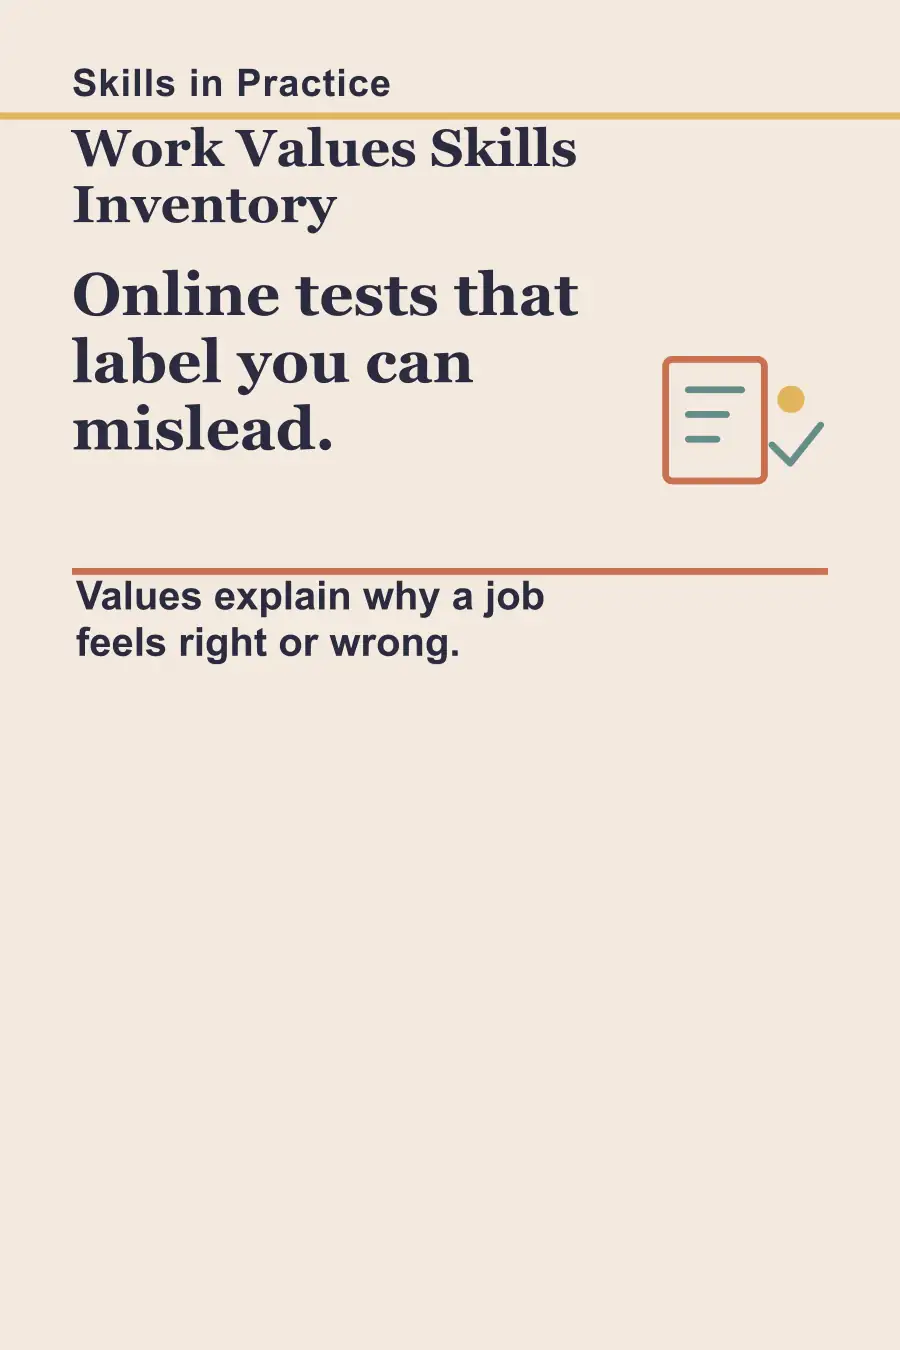 Skills in Practice
Work Values Skills
Inventory
Online tests that
label you can
mislead.
Values explain why a job
feels right or wrong.